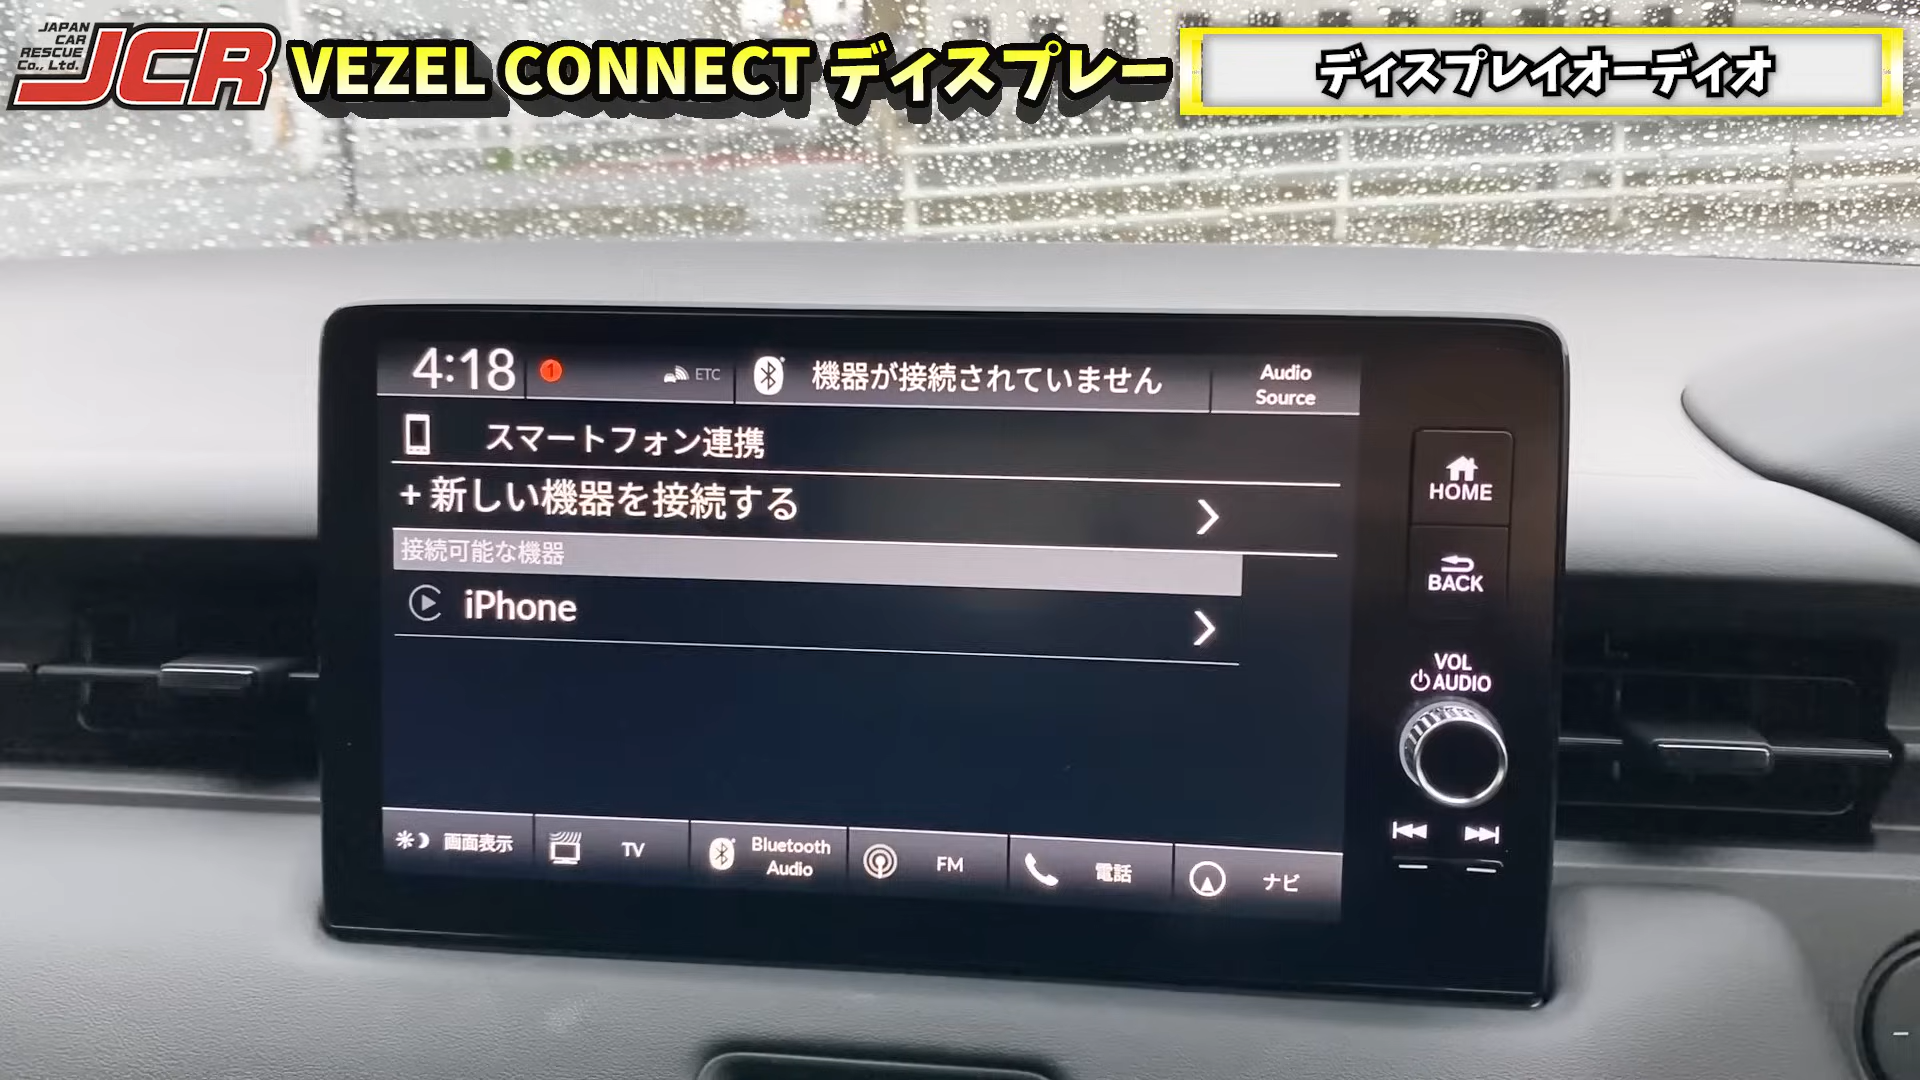 JAPAN
CAR
RESCUE
Co., Ltd.
JCR
VEZEL CONNECT ディスプレー
ディスプレイオーディオ
4:18
1
ETC
機器が接続されていません
Audio
Source
スマートフォン連携
+ 新しい機器を接続する
接続可能な機器
iPhone
画面表示
TV
Bluetooth
Audio
FM
電話
ナビ
HOME
BACK
VOL
AUDIO